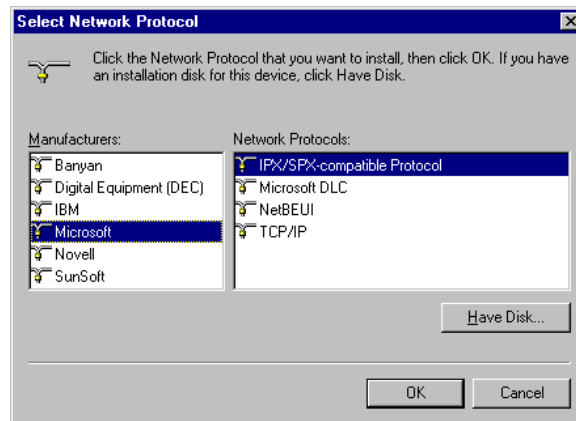 Select Network Protocol
Click the Network Protocol that you want to install, then click OK. If you have
an installation disk for this device, click Have Disk.
Manufacturers:
Banyan
Digital Equipment (DEC)
IBM
Microsoft
Novell
SunSoft
Network Protocols:
IPX/SPX-compatible Protocol
Microsoft DLC
NetBEUI
TCP/IP
Have Disk...
OK
Cancel